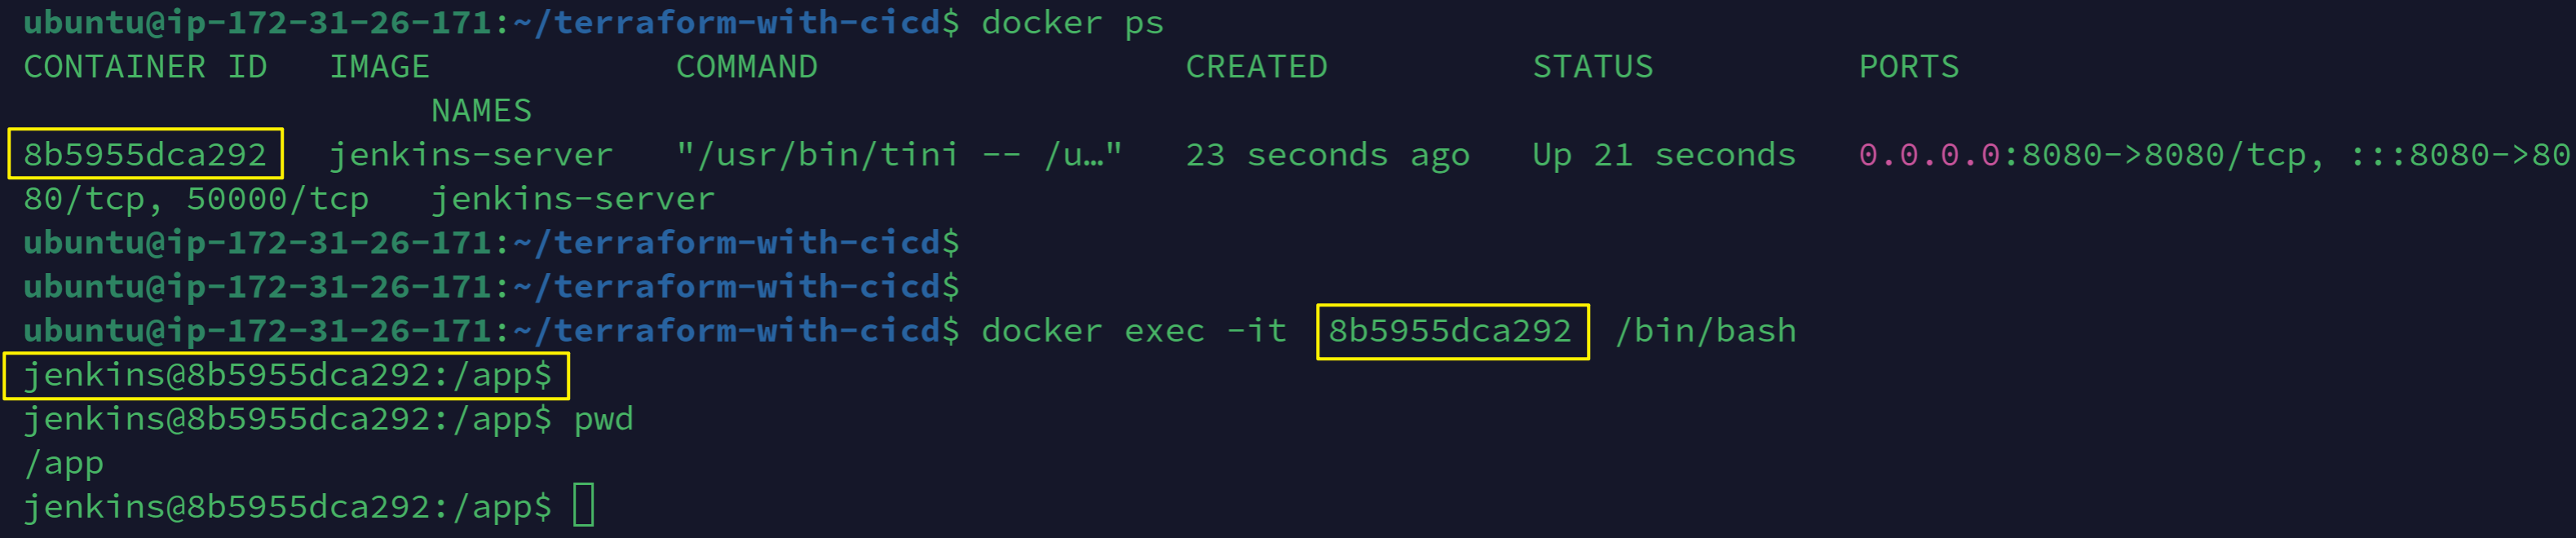 ubuntu@ip-172-31-26-171:~/terraform-with-cicd$ docker ps
CONTAINER ID   IMAGE            COMMAND                  CREATED          STATUS          PORTS
                    NAMES
8b5955dca292   jenkins-server   "/usr/bin/tini -- /u…"   23 seconds ago   Up 21 seconds   0.0.0.0:8080->8080/tcp, :::8080->80
80/tcp, 50000/tcp   jenkins-server
ubuntu@ip-172-31-26-171:~/terraform-with-cicd$
ubuntu@ip-172-31-26-171:~/terraform-with-cicd$
ubuntu@ip-172-31-26-171:~/terraform-with-cicd$ docker exec -it  8b5955dca292  /bin/bash
jenkins@8b5955dca292:/app$
jenkins@8b5955dca292:/app$ pwd
/app
jenkins@8b5955dca292:/app$